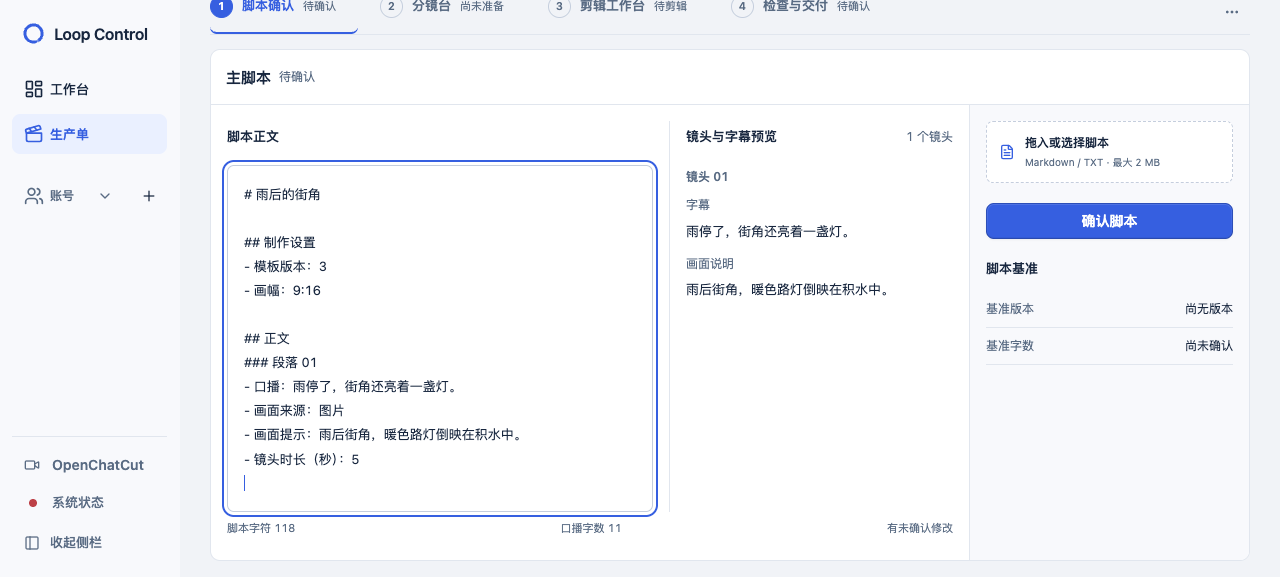 Loop Control
工作台
生产单
账号
OpenChatCut
系统状态
收起侧栏
1 脚本确认 待确认
2 分镜台 尚未准备
3 剪辑工作台 待剪辑
4 检查与交付 待确认
主脚本 待确认
脚本正文
# 雨后的街角
## 制作设置
- 模板版本：3
- 画幅：9:16
## 正文
### 段落 01
- 口播：雨停了，街角还亮着一盏灯。
- 画面来源：图片
- 画面提示：雨后街角，暖色路灯倒映在积水中。
- 镜头时长（秒）：5
脚本字符 118
口播字数 11
有未确认修改
镜头与字幕预览
1 个镜头
镜头 01
字幕
雨停了，街角还亮着一盏灯。
画面说明
雨后街角，暖色路灯倒映在积水中。
拖入或选择脚本
Markdown / TXT · 最大 2 MB
确认脚本
脚本基准
基准版本 尚无版本
基准字数 尚未确认